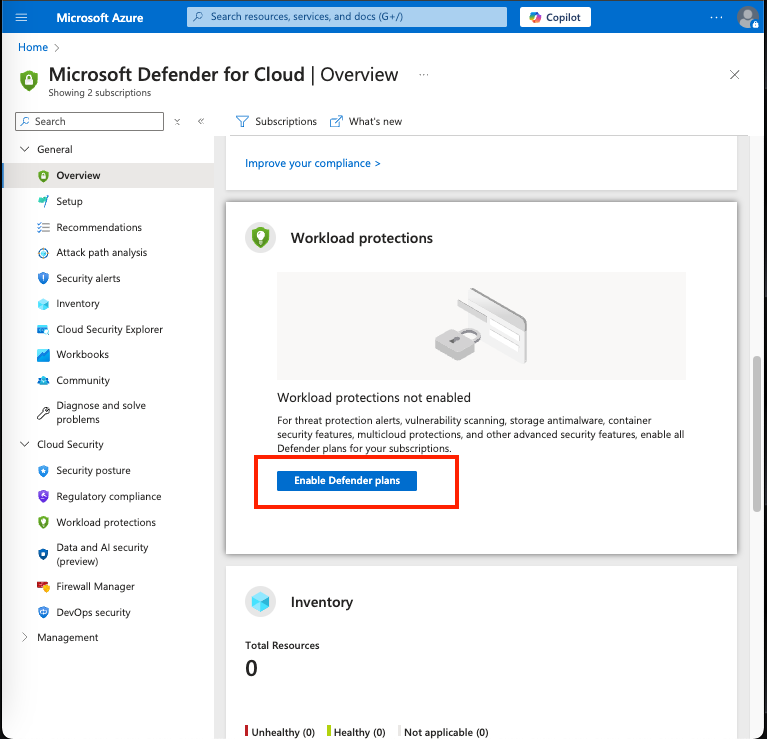 Microsoft Azure
Search resources, services, and docs (G+/)
Copilot
Home
Microsoft Defender for Cloud | Overview
Showing 2 subscriptions
Search
Subscriptions
What's new
General
Overview
Setup
Recommendations
Attack path analysis
Security alerts
Inventory
Cloud Security Explorer
Workbooks
Community
Diagnose and solve
problems
Cloud Security
Security posture
Regulatory compliance
Workload protections
Data and AI security
(preview)
Firewall Manager
DevOps security
Management
Improve your compliance >
Workload protections
Workload protections not enabled
For threat protection alerts, vulnerability scanning, storage antimalware, container
security features, multicloud protections, and other advanced security features, enable all
Defender plans for your subscriptions.
Enable Defender plans
Inventory
Total Resources
0
Unhealthy (0)
Healthy (0)
Not applicable (0)